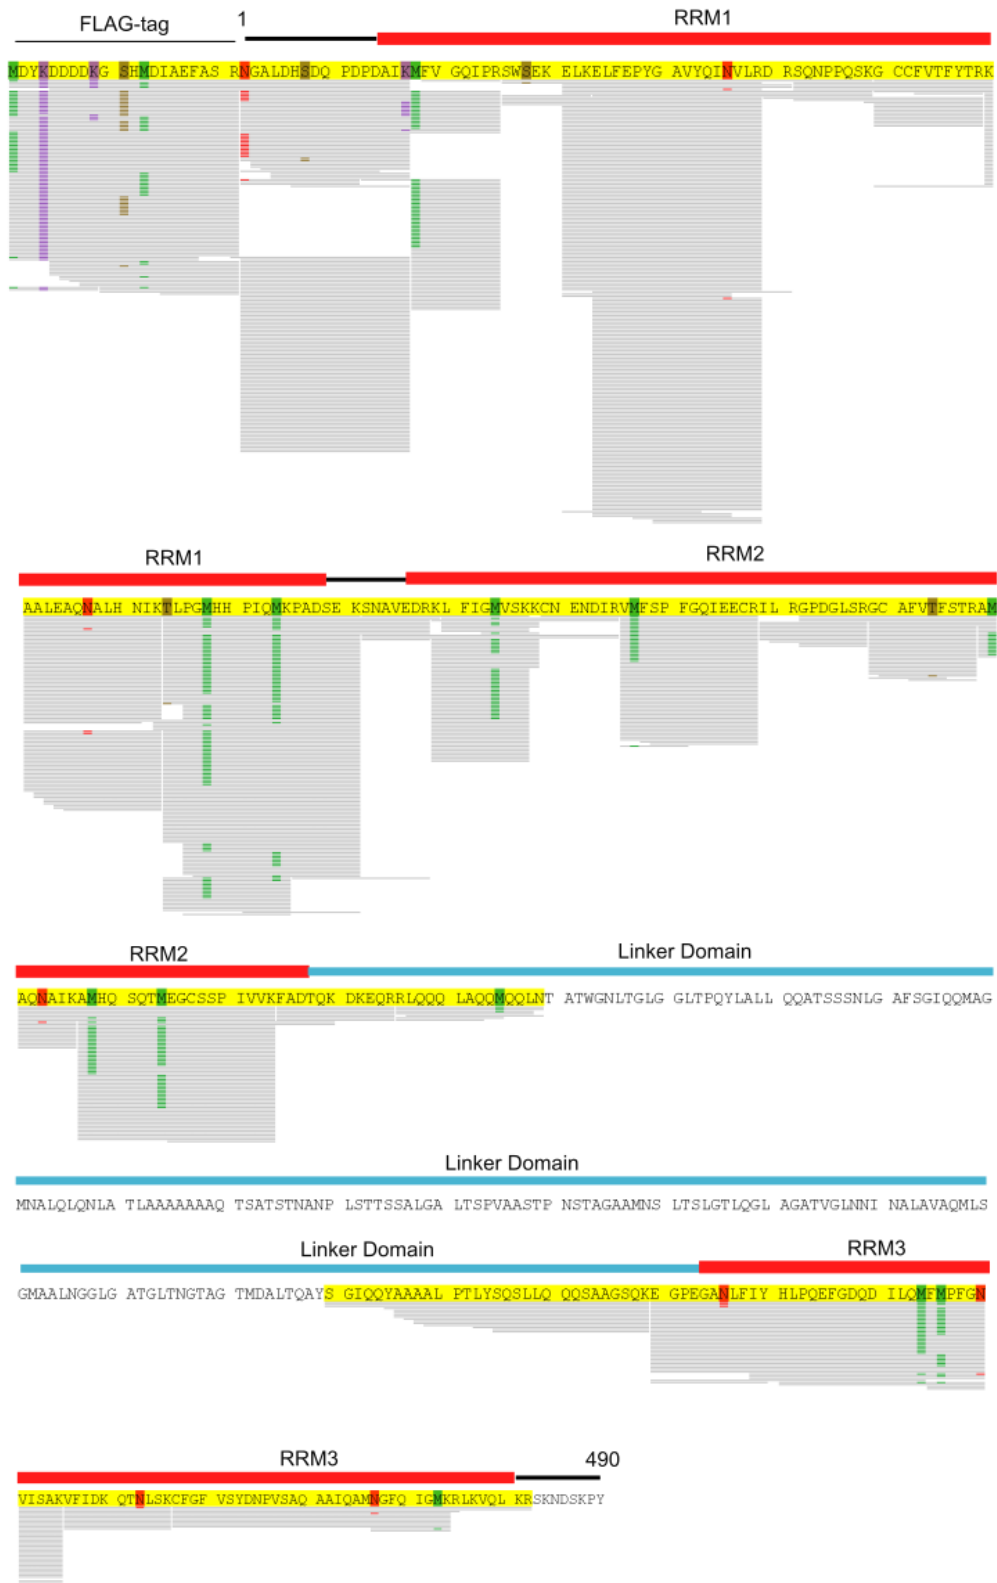 FLAG-tag 1 RRM1
MDYKDDDDKG SHMDIAEFAS RNGALDHSDQ PDPDAIKMFV GQIPRSWSEK ELKELFEPYG AVYQINVLRD RSQNPPQSKG CCFVTFYTRK
RRM1 RRM2
AALEAQNALH NIKTLPGMHH PIQMKPADSE KSNAVEDRKL FIGMVSKKCN ENDIRVMFSP FGQIEECRIL RGPDGLSRGC AFVTFSTRAM
RRM2 Linker Domain
AQNAIKAMHQ SQTMEGCSSP IVVKFADTQK DKEQRRLQQQ LAQQMQQLNT ATWGNLTGLG GLTPQYLALL QQATSSSNLG AFSGIQQMAG
Linker Domain
MNALQLQNLA TLAAAAAAAQ TSATSTNANP LSTTSSALGA LTSPVAASTP NSTAGAAMNS LTSLGTLQGL AGATVGLNNI NALAVAQMLS
Linker Domain RRM3
GMAALNGGLG ATGLTNGTAG TMDALTQAYS GIQQYAAAAL PTLYSQSLLQ QQSAAGSQKE GPEGANLFIY HLPQEFGDQD ILQMFMPFGN
RRM3 490
VISAKVFIDK QTNLSKCFGF VSYDNPVSAQ AAIQAMNGFQ IGMKRLKVQL KRSKNDSKPY